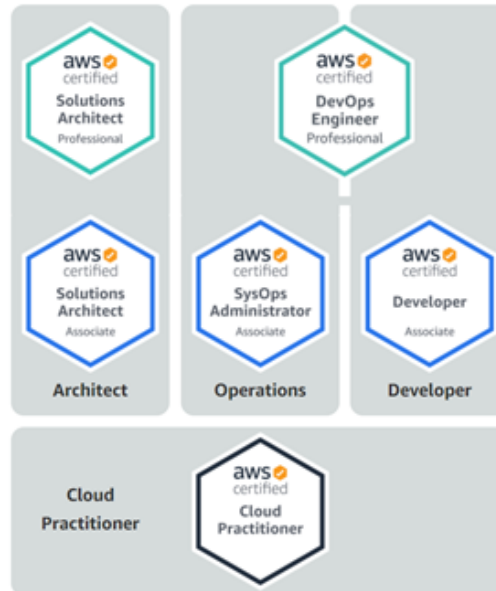 aws
certified
Solutions
Architect
Professional
aws
certified
DevOps
Engineer
Professional
aws
certified
Solutions
Architect
Associate
aws
certified
SysOps
Administrator
Associate
aws
certified
Developer
Associate
Architect
Operations
Developer
Cloud
Practitioner
aws
certified
Cloud
Practitioner